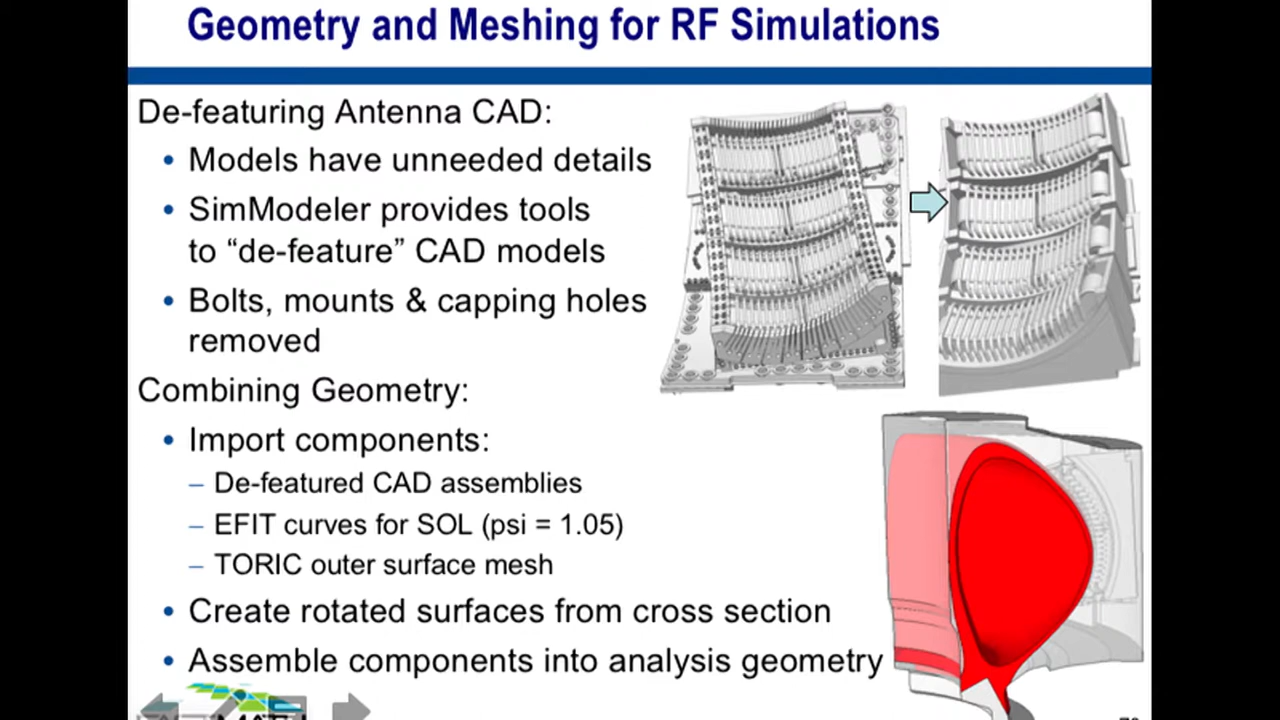 Geometry and Meshing for RF Simulations
De-featuring Antenna CAD:
• Models have unneeded details
• SimModeler provides tools
to “de-feature” CAD models
• Bolts, mounts & capping holes
removed
Combining Geometry:
• Import components:
– De-featured CAD assemblies
– EFIT curves for SOL (psi = 1.05)
– TORIC outer surface mesh
• Create rotated surfaces from cross section
• Assemble components into analysis geometry